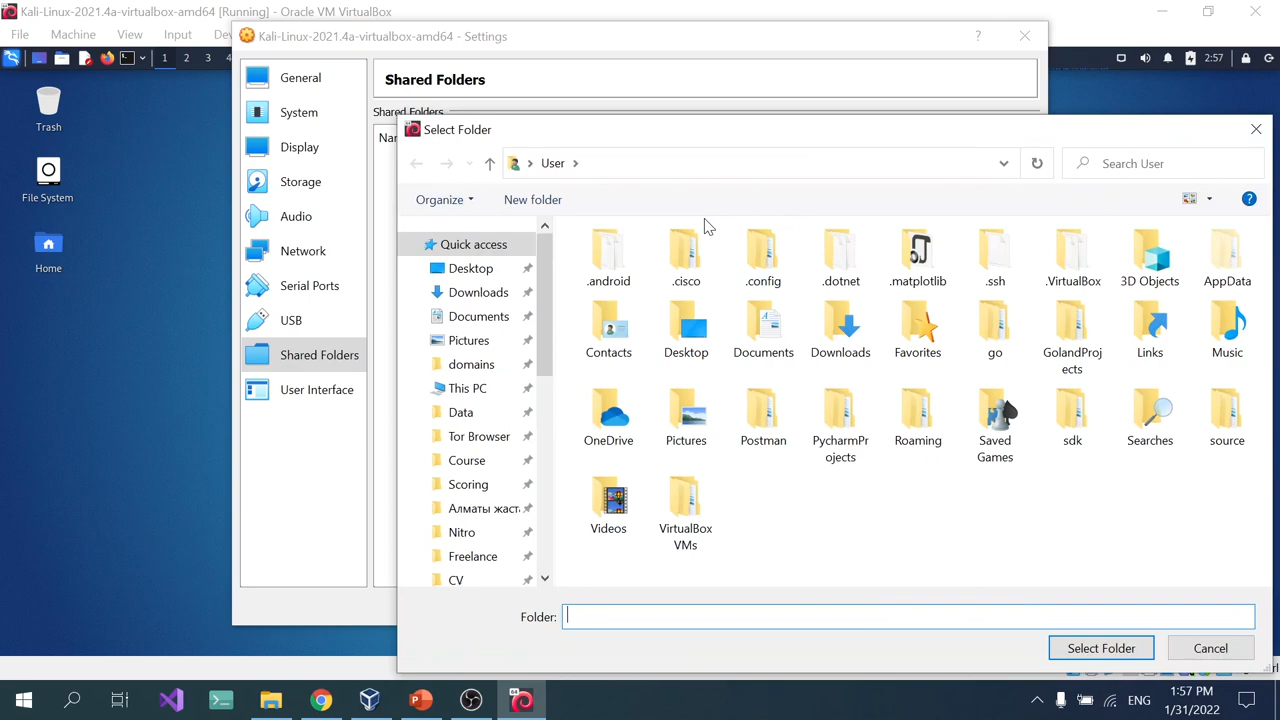 Kali-Linux-2021.4a-virtualbox-amd64 [Running] - Oracle VM VirtualBox
File Machine View Input
Kali-Linux-2021.4a-virtualbox-amd64 - Settings
1 2 3 4
2:57
Trash
File System
Home
General
System
Display
Storage
Audio
Network
Serial Ports
USB
Shared Folders
User Interface
Shared Folders
Shared Folders
Select Folder
User
Search User
Organize
New folder
Quick access
Desktop
Downloads
Documents
Pictures
domains
This PC
Data
Tor Browser
Course
Scoring
Алматы жаст
Nitro
Freelance
CV
.android .cisco .config .dotnet .matplotlib .ssh .VirtualBox 3D Objects AppData
Contacts Desktop Documents Downloads Favorites go GolandProj
ects Links Music
OneDrive Pictures Postman PycharmPr
ojects Roaming Saved
Games sdk Searches source
Videos VirtualBox
VMs
Folder:
Select Folder
Cancel
64
ENG
1:57 PM
1/31/2022